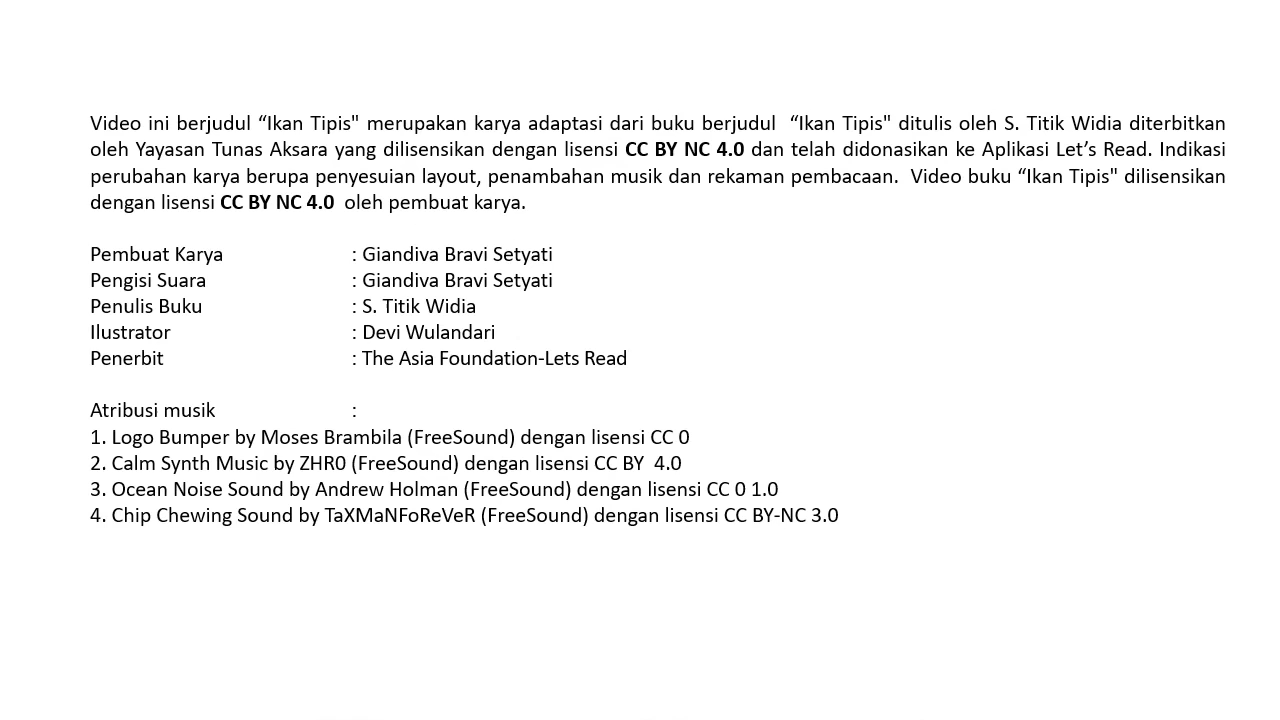 Video ini berjudul “Ikan Tipis" merupakan karya adaptasi dari buku berjudul  “Ikan Tipis" ditulis oleh S. Titik Widia diterbitkan
oleh Yayasan Tunas Aksara yang dilisensikan dengan lisensi CC BY NC 4.0 dan telah didonasikan ke Aplikasi Let’s Read. Indikasi
perubahan karya berupa penyesuian layout, penambahan musik dan rekaman pembacaan.  Video buku “Ikan Tipis" dilisensikan
dengan lisensi CC BY NC 4.0  oleh pembuat karya.
Pembuat Karya : Giandiva Bravi Setyati
Pengisi Suara : Giandiva Bravi Setyati
Penulis Buku : S. Titik Widia
Ilustrator : Devi Wulandari
Penerbit : The Asia Foundation-Lets Read
Atribusi musik :
1. Logo Bumper by Moses Brambila (FreeSound) dengan lisensi CC 0
2. Calm Synth Music by ZHR0 (FreeSound) dengan lisensi CC BY  4.0
3. Ocean Noise Sound by Andrew Holman (FreeSound) dengan lisensi CC 0 1.0
4. Chip Chewing Sound by TaXMaNFoReVeR (FreeSound) dengan lisensi CC BY-NC 3.0